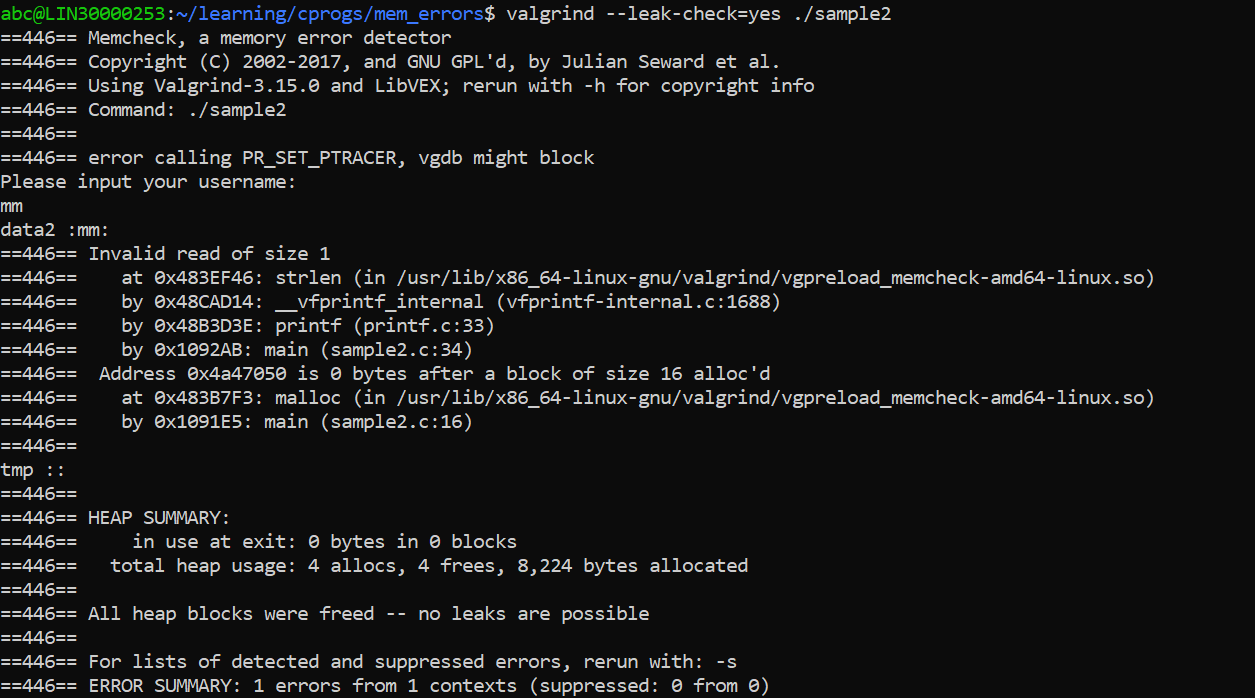 abc@LIN30000253:~/learning/cprogs/mem_errors$ valgrind --leak-check=yes ./sample2
==446== Memcheck, a memory error detector
==446== Copyright (C) 2002-2017, and GNU GPL'd, by Julian Seward et al.
==446== Using Valgrind-3.15.0 and LibVEX; rerun with -h for copyright info
==446== Command: ./sample2
==446==
==446== error calling PR_SET_PTRACER, vgdb might block
Please input your username:
mm
data2 :mm:
==446== Invalid read of size 1
==446==    at 0x483EF46: strlen (in /usr/lib/x86_64-linux-gnu/valgrind/vgpreload_memcheck-amd64-linux.so)
==446==    by 0x48CAD14: __vfprintf_internal (vfprintf-internal.c:1688)
==446==    by 0x48B3D3E: printf (printf.c:33)
==446==    by 0x1092AB: main (sample2.c:34)
==446==  Address 0x4a47050 is 0 bytes after a block of size 16 alloc'd
==446==    at 0x483B7F3: malloc (in /usr/lib/x86_64-linux-gnu/valgrind/vgpreload_memcheck-amd64-linux.so)
==446==    by 0x1091E5: main (sample2.c:16)
==446==
tmp ::
==446==
==446== HEAP SUMMARY:
==446==     in use at exit: 0 bytes in 0 blocks
==446==   total heap usage: 4 allocs, 4 frees, 8,224 bytes allocated
==446==
==446== All heap blocks were freed -- no leaks are possible
==446==
==446== For lists of detected and suppressed errors, rerun with: -s
==446== ERROR SUMMARY: 1 errors from 1 contexts (suppressed: 0 from 0)